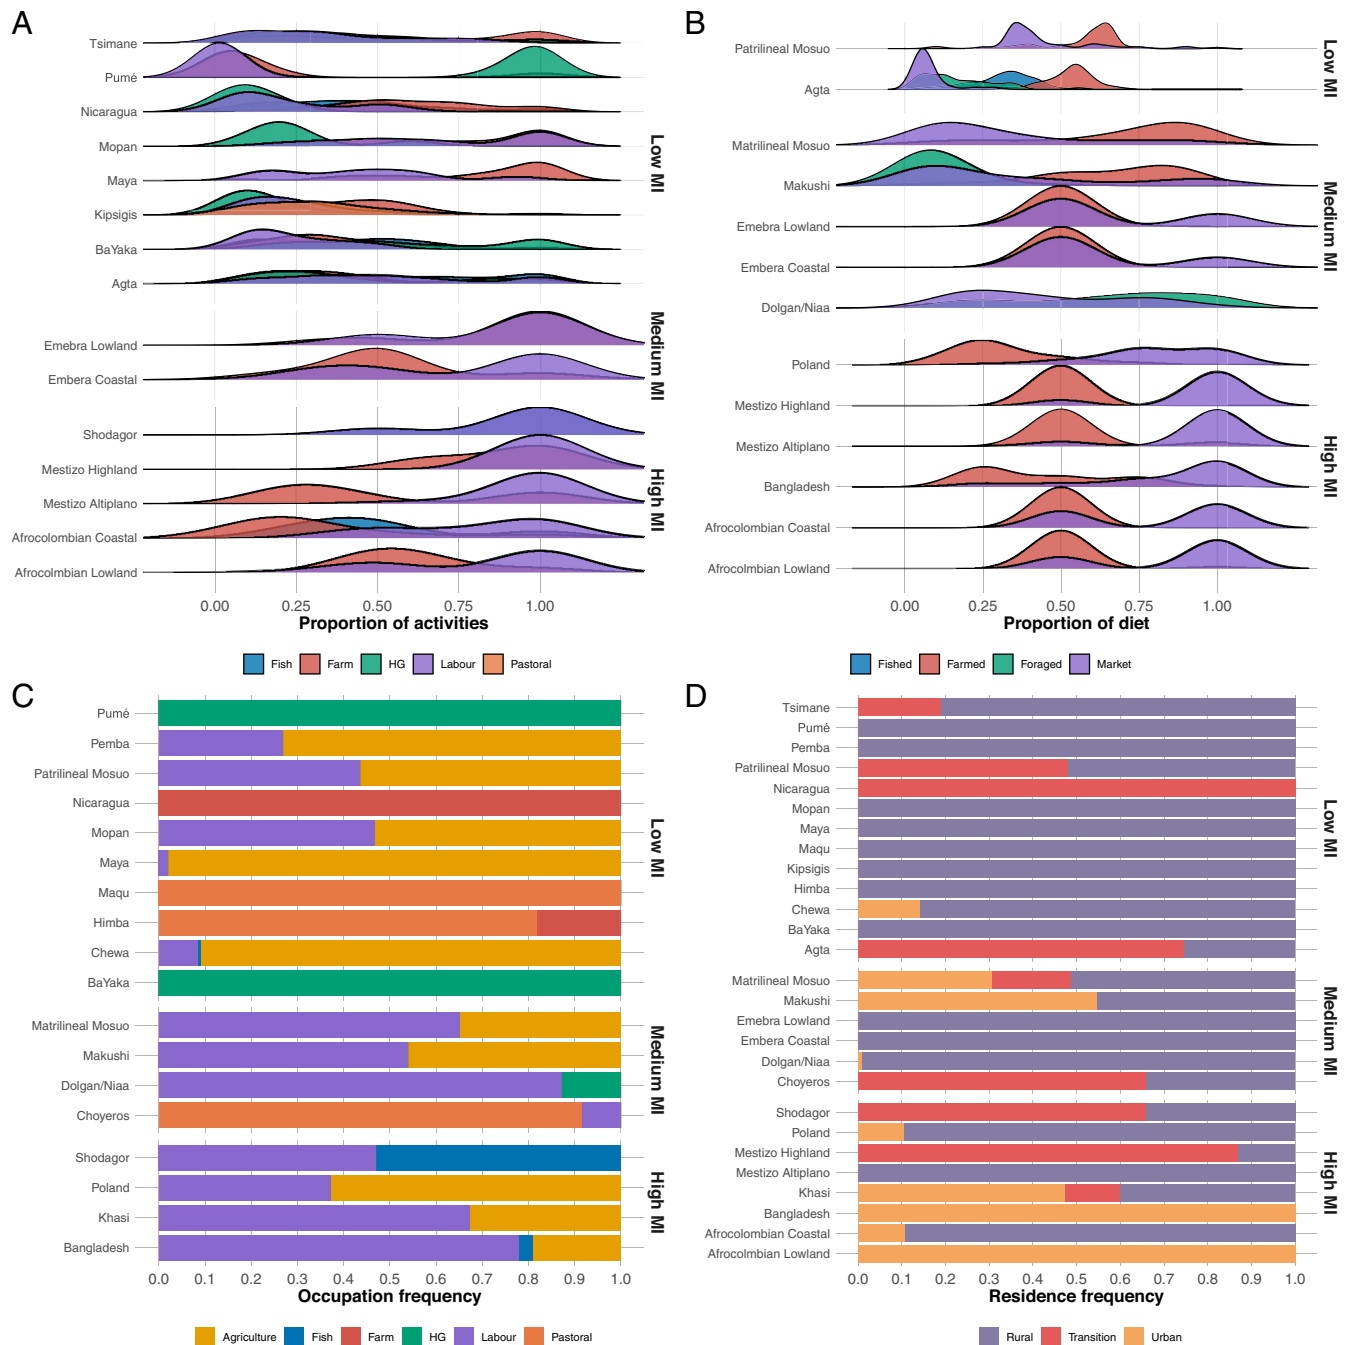 A
Tsimane
Pumé
Nicaragua
Mopan
Maya
Kipsigis
BaYaka
Agta
Low MI
Emebra Lowland
Embera Coastal
Medium MI
Shodagor
Mestizo Highland
Mestizo Altiplano
Afrocolombian Coastal
Afrocolmbian Lowland
High MI
0.00 0.25 0.50 0.75 1.00
Proportion of activities
Fish Farm HG Labour Pastoral
B
Patrilineal Mosuo
Agta
Low MI
Matrilineal Mosuo
Makushi
Emebra Lowland
Embera Coastal
Dolgan/Niaa
Medium MI
Poland
Mestizo Highland
Mestizo Altiplano
Bangladesh
Afrocolombian Coastal
Afrocolmbian Lowland
High MI
0.00 0.25 0.50 0.75 1.00
Proportion of diet
Fished Farmed Foraged Market
C
Pumé
Pemba
Patrilineal Mosuo
Nicaragua
Mopan
Maya
Maqu
Himba
Chewa
BaYaka
Low MI
Matrilineal Mosuo
Makushi
Dolgan/Niaa
Choyeros
Medium MI
Shodagor
Poland
Khasi
Bangladesh
High MI
0.0 0.1 0.2 0.3 0.4 0.5 0.6 0.7 0.8 0.9 1.0
Occupation frequency
Agriculture Fish Farm HG Labour Pastoral
D
Tsimane
Pumé
Pemba
Patrilineal Mosuo
Nicaragua
Mopan
Maya
Maqu
Kipsigis
Himba
Chewa
BaYaka
Agta
Low MI
Matrilineal Mosuo
Makushi
Emebra Lowland
Embera Coastal
Dolgan/Niaa
Choyeros
Medium MI
Shodagor
Poland
Mestizo Highland
Mestizo Altiplano
Khasi
Bangladesh
Afrocolombian Coastal
Afrocolmbian Lowland
High MI
0.0 0.1 0.2 0.3 0.4 0.5 0.6 0.7 0.8 0.9 1.0
Residence frequency
Rural Transition Urban